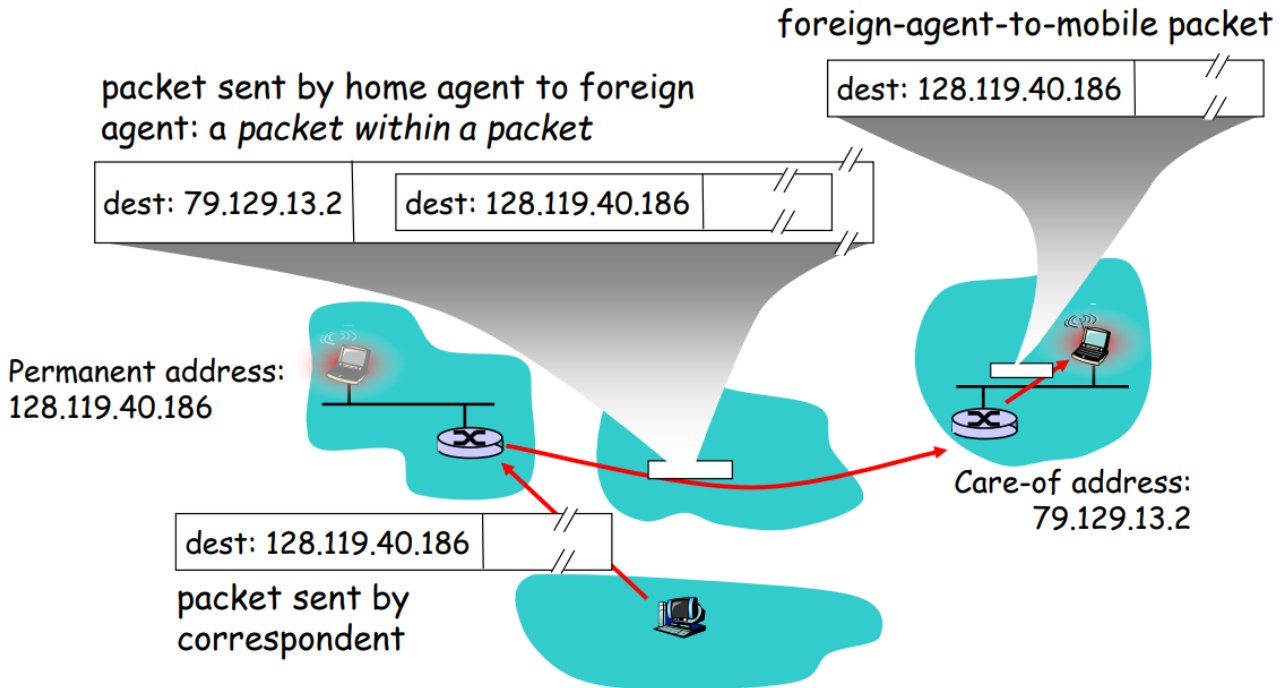 foreign-agent-to-mobile packet
dest: 128.119.40.186
packet sent by home agent to foreign
agent: a packet within a packet
dest: 79.129.13.2
dest: 128.119.40.186
Permanent address:
128.119.40.186
Care-of address:
79.129.13.2
dest: 128.119.40.186
packet sent by
correspondent